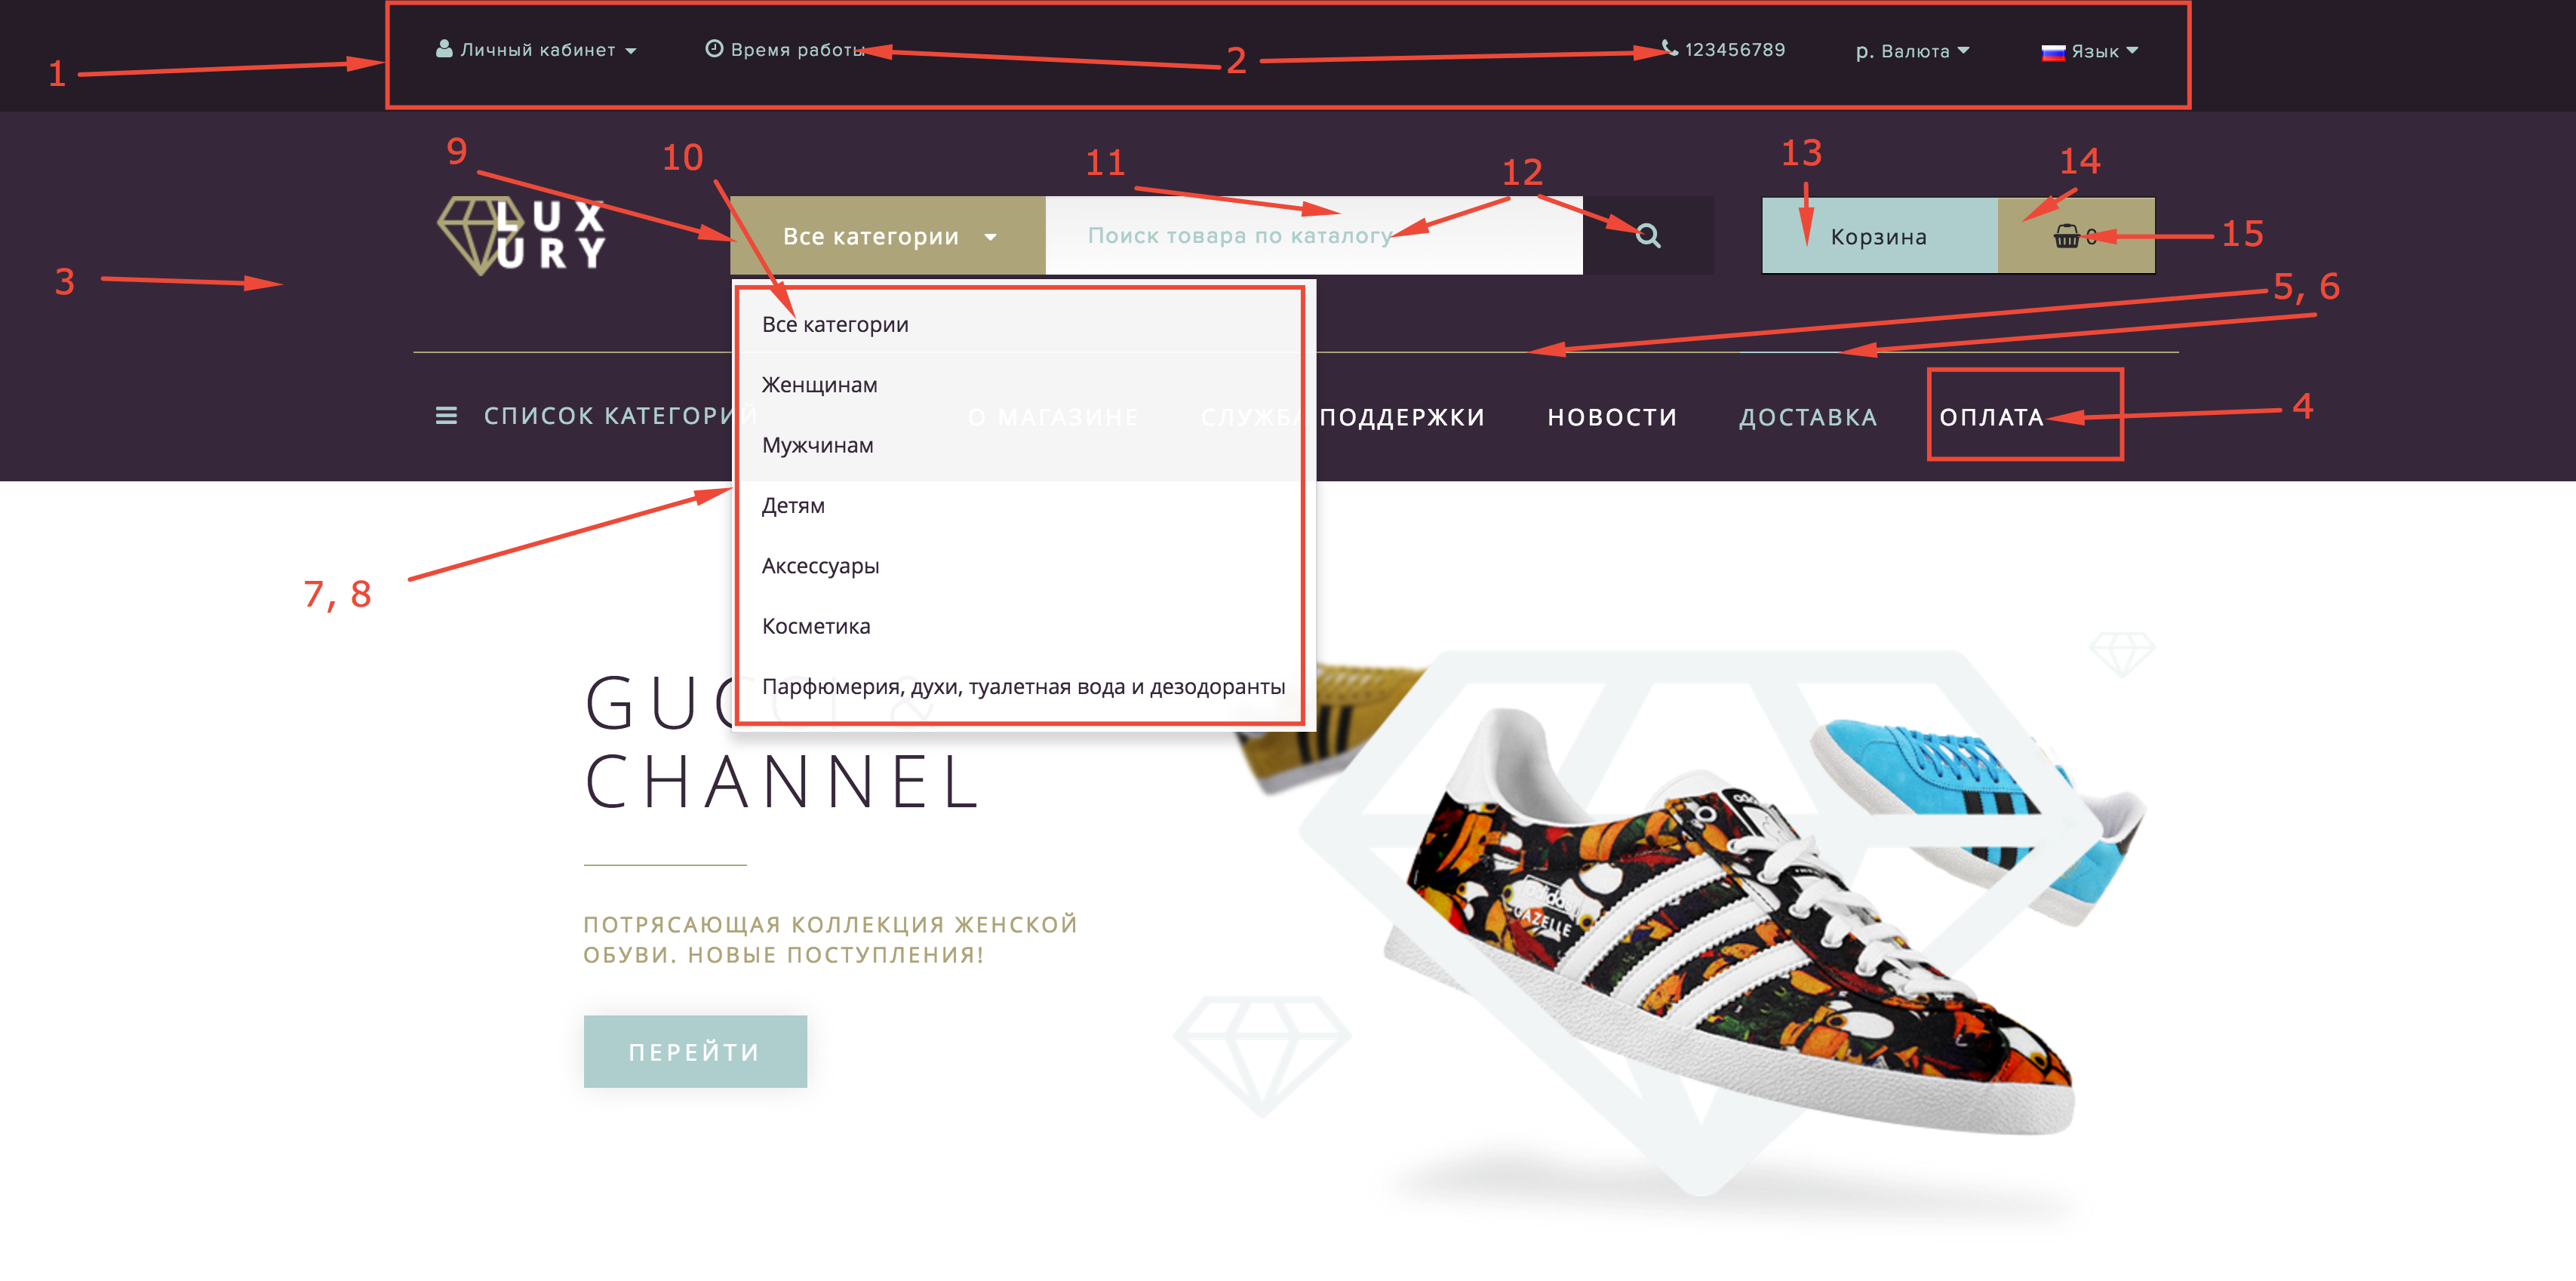 Личный кабинет
Время работы
2
123456789
р. Валюта
Язык
1
9
10
11
12
13
14
LUX
URY
Все категории
Поиск товара по каталогу
Корзина
0
15
3
5, 6
Все категории
Женщинам
СПИСОК КАТЕГОРИЙ
О МАГАЗИНЕ
СЛУЖБА ПОДДЕРЖКИ
НОВОСТИ
ДОСТАВКА
ОПЛАТА
4
Мужчинам
Детям
Аксессуары
7, 8
Косметика
Парфюмерия, духи, туалетная вода и дезодоранты
GUCCI &
CHANNEL
ПОТРЯСАЮЩАЯ КОЛЛЕКЦИЯ ЖЕНСКОЙ
ОБУВИ. НОВЫЕ ПОСТУПЛЕНИЯ!
ПЕРЕЙТИ
adidas
GAZELLE